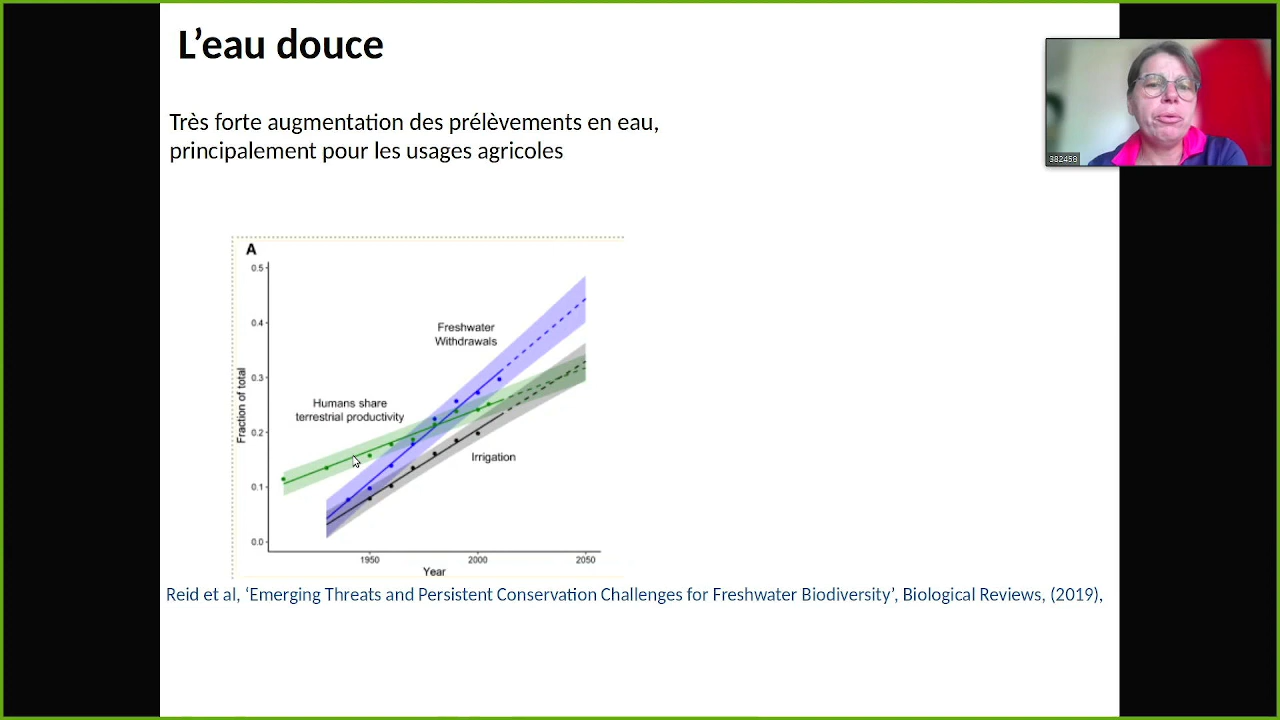 L'eau douce
Très forte augmentation des prélèvements en eau,
principalement pour les usages agricoles
382458
A
0.5
0.4
0.3
0.2
0.1
0.0
Fraction of total
Freshwater
Withdrawals
Humans share
terrestrial productivity
Irrigation
1950
2000
2050
Year
Reid et al, ‘Emerging Threats and Persistent Conservation Challenges for Freshwater Biodiversity’, Biological Reviews, (2019),